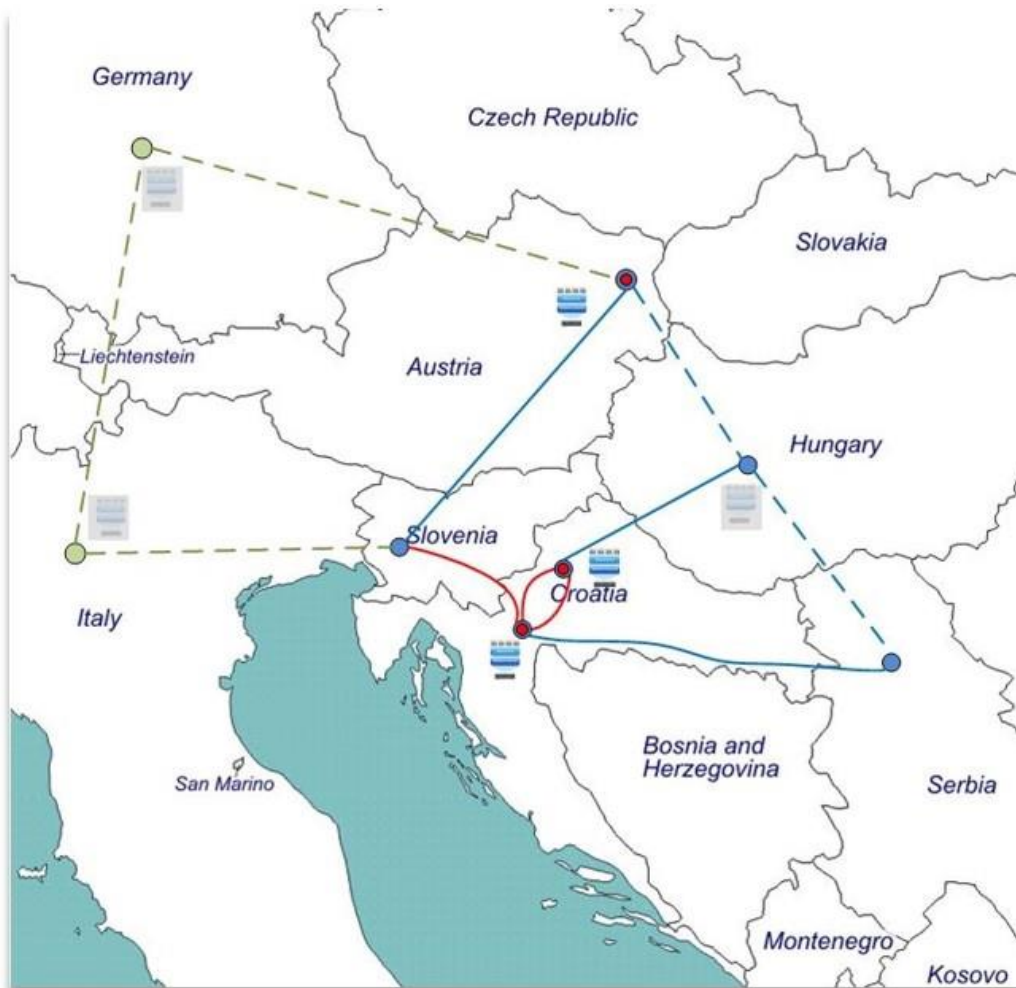 Germany
Czech Republic
Slovakia
Liechtenstein
Austria
Hungary
Slovenia
Croatia
Italy
Bosnia and
Herzegovina
San Marino
Serbia
Montenegro
Kosovo